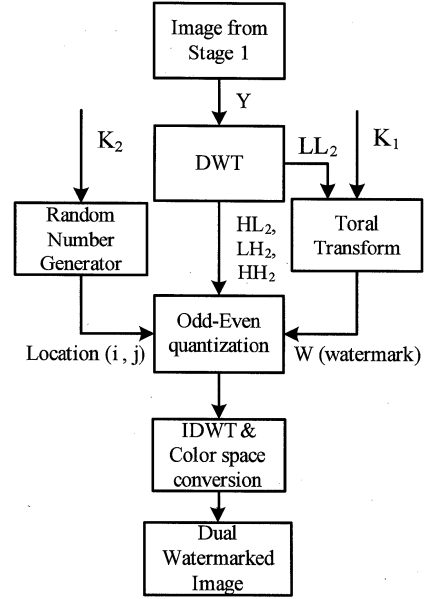 Image from
Stage 1
Y
K2
K1
DWT
LL2
Random
Number
Generator
HL2,
LH2,
HH2
Toral
Transform
Odd-Even
quantization
Location (i , j)
W (watermark)
IDWT &
Color space
conversion
Dual
Watermarked
Image